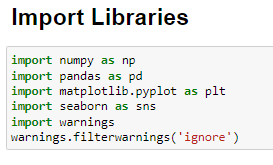 Import Libraries
import numpy as np
import pandas as pd
import matplotlib.pyplot as plt
import seaborn as sns
import warnings
warnings.filterwarnings('ignore')